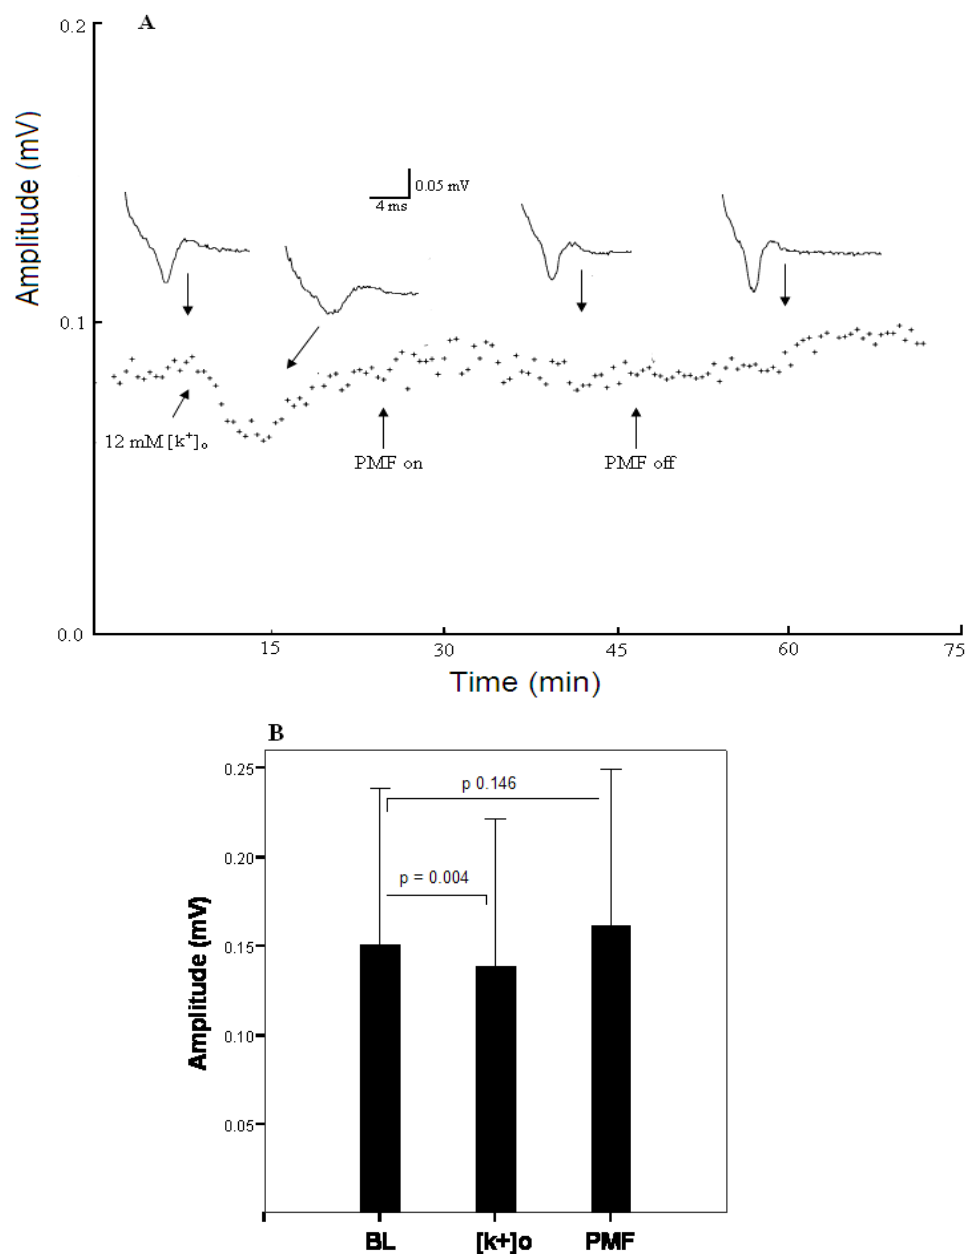 A
0.2
Amplitude (mV)
0.05 mV
4 ms
0.1
12 mM [k+]o
PMF on
PMF off
0.0
15
30
45
60
75
Time (min)
B
0.25
p 0.146
0.20
p = 0.004
0.15
Amplitude (mV)
0.10
0.05
BL
[k+]o
PMF